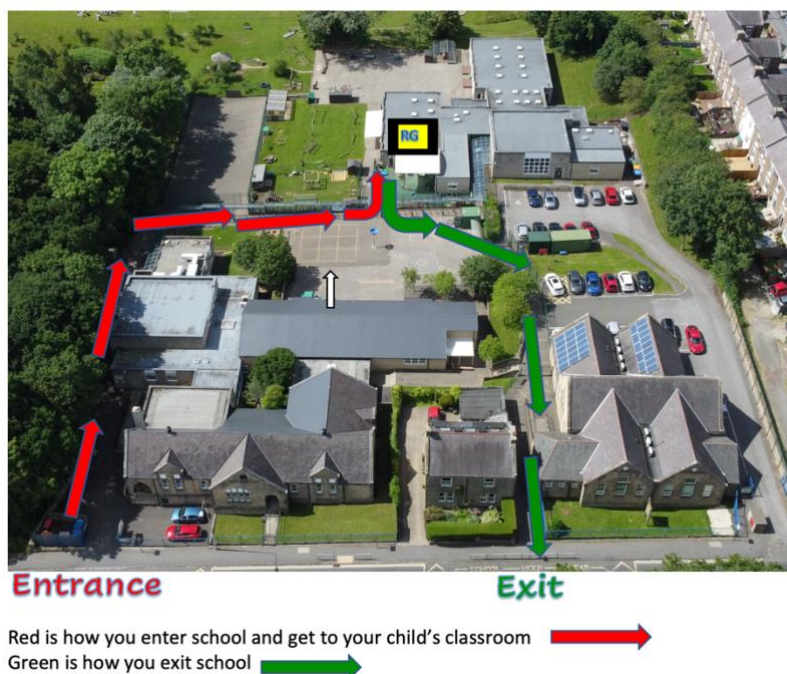 RG
Entrance
Exit
Red is how you enter school and get to your child's classroom
Green is how you exit school